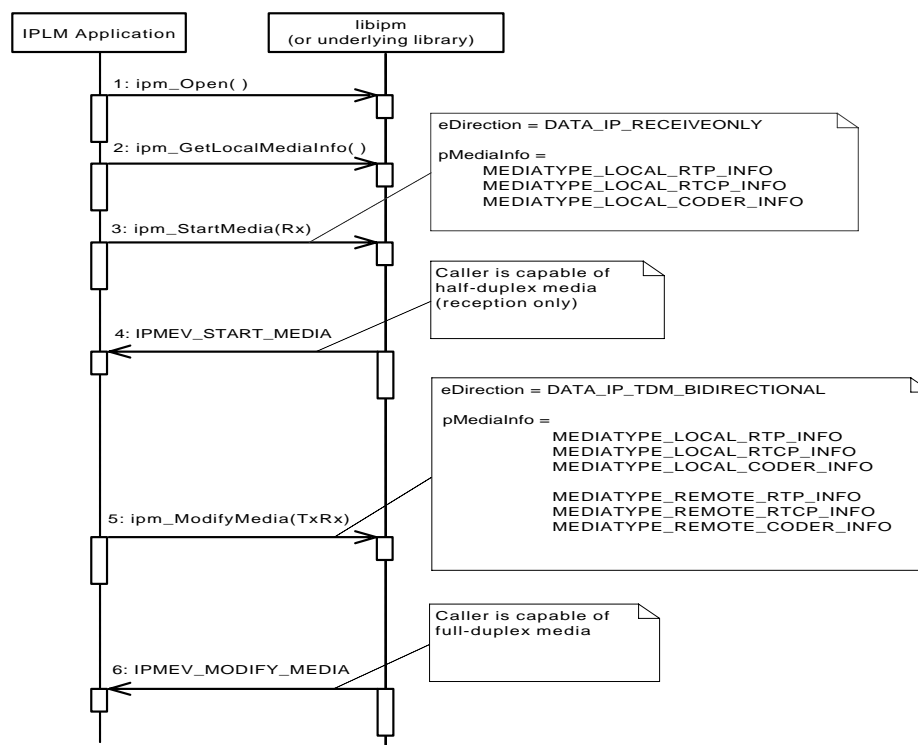 IPLM Application
libipm
(or underlying library)
1: ipm_Open( )
eDirection = DATA_IP_RECEIVEONLY
pMediaInfo =
MEDIATYPE_LOCAL_RTP_INFO
MEDIATYPE_LOCAL_RTCP_INFO
MEDIATYPE_LOCAL_CODER_INFO
2: ipm_GetLocalMediaInfo( )
3: ipm_StartMedia(Rx)
Caller is capable of
half-duplex media
(reception only)
4: IPMEV_START_MEDIA
eDirection = DATA_IP_TDM_BIDIRECTIONAL
pMediaInfo =
MEDIATYPE_LOCAL_RTP_INFO
MEDIATYPE_LOCAL_RTCP_INFO
MEDIATYPE_LOCAL_CODER_INFO
MEDIATYPE_REMOTE_RTP_INFO
MEDIATYPE_REMOTE_RTCP_INFO
MEDIATYPE_REMOTE_CODER_INFO
5: ipm_ModifyMedia(TxRx)
Caller is capable of
full-duplex media
6: IPMEV_MODIFY_MEDIA